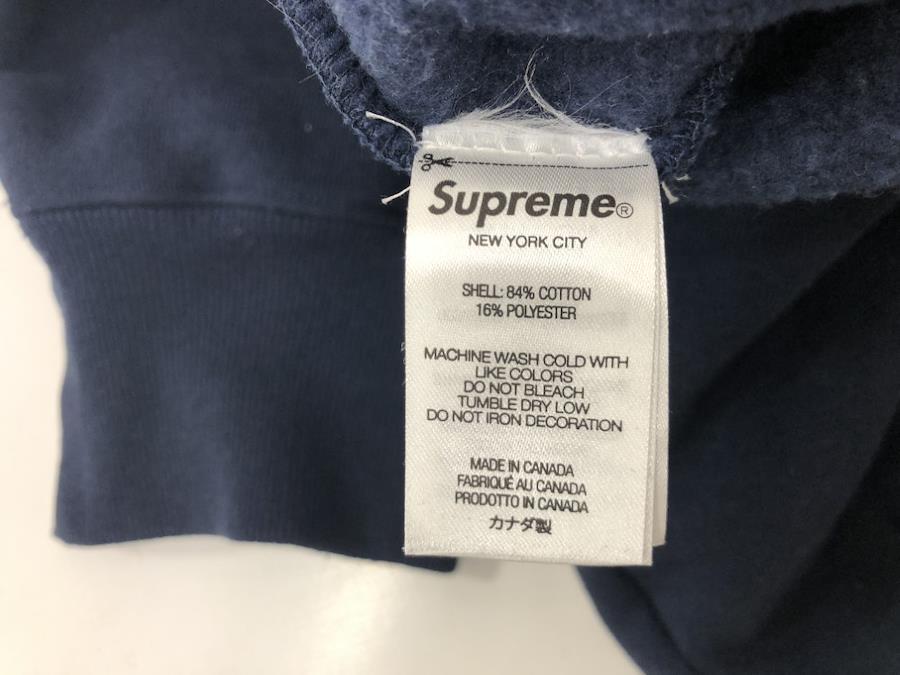 Supreme®
NEW YORK CITY
SHELL: 84% COTTON
16% POLYESTER
MACHINE WASH COLD WITH
LIKE COLORS
DO NOT BLEACH
TUMBLE DRY LOW
DO NOT IRON DECORATION
MADE IN CANADA
FABRIQUÉ AU CANADA
PRODOTTO IN CANADA
カナダ製